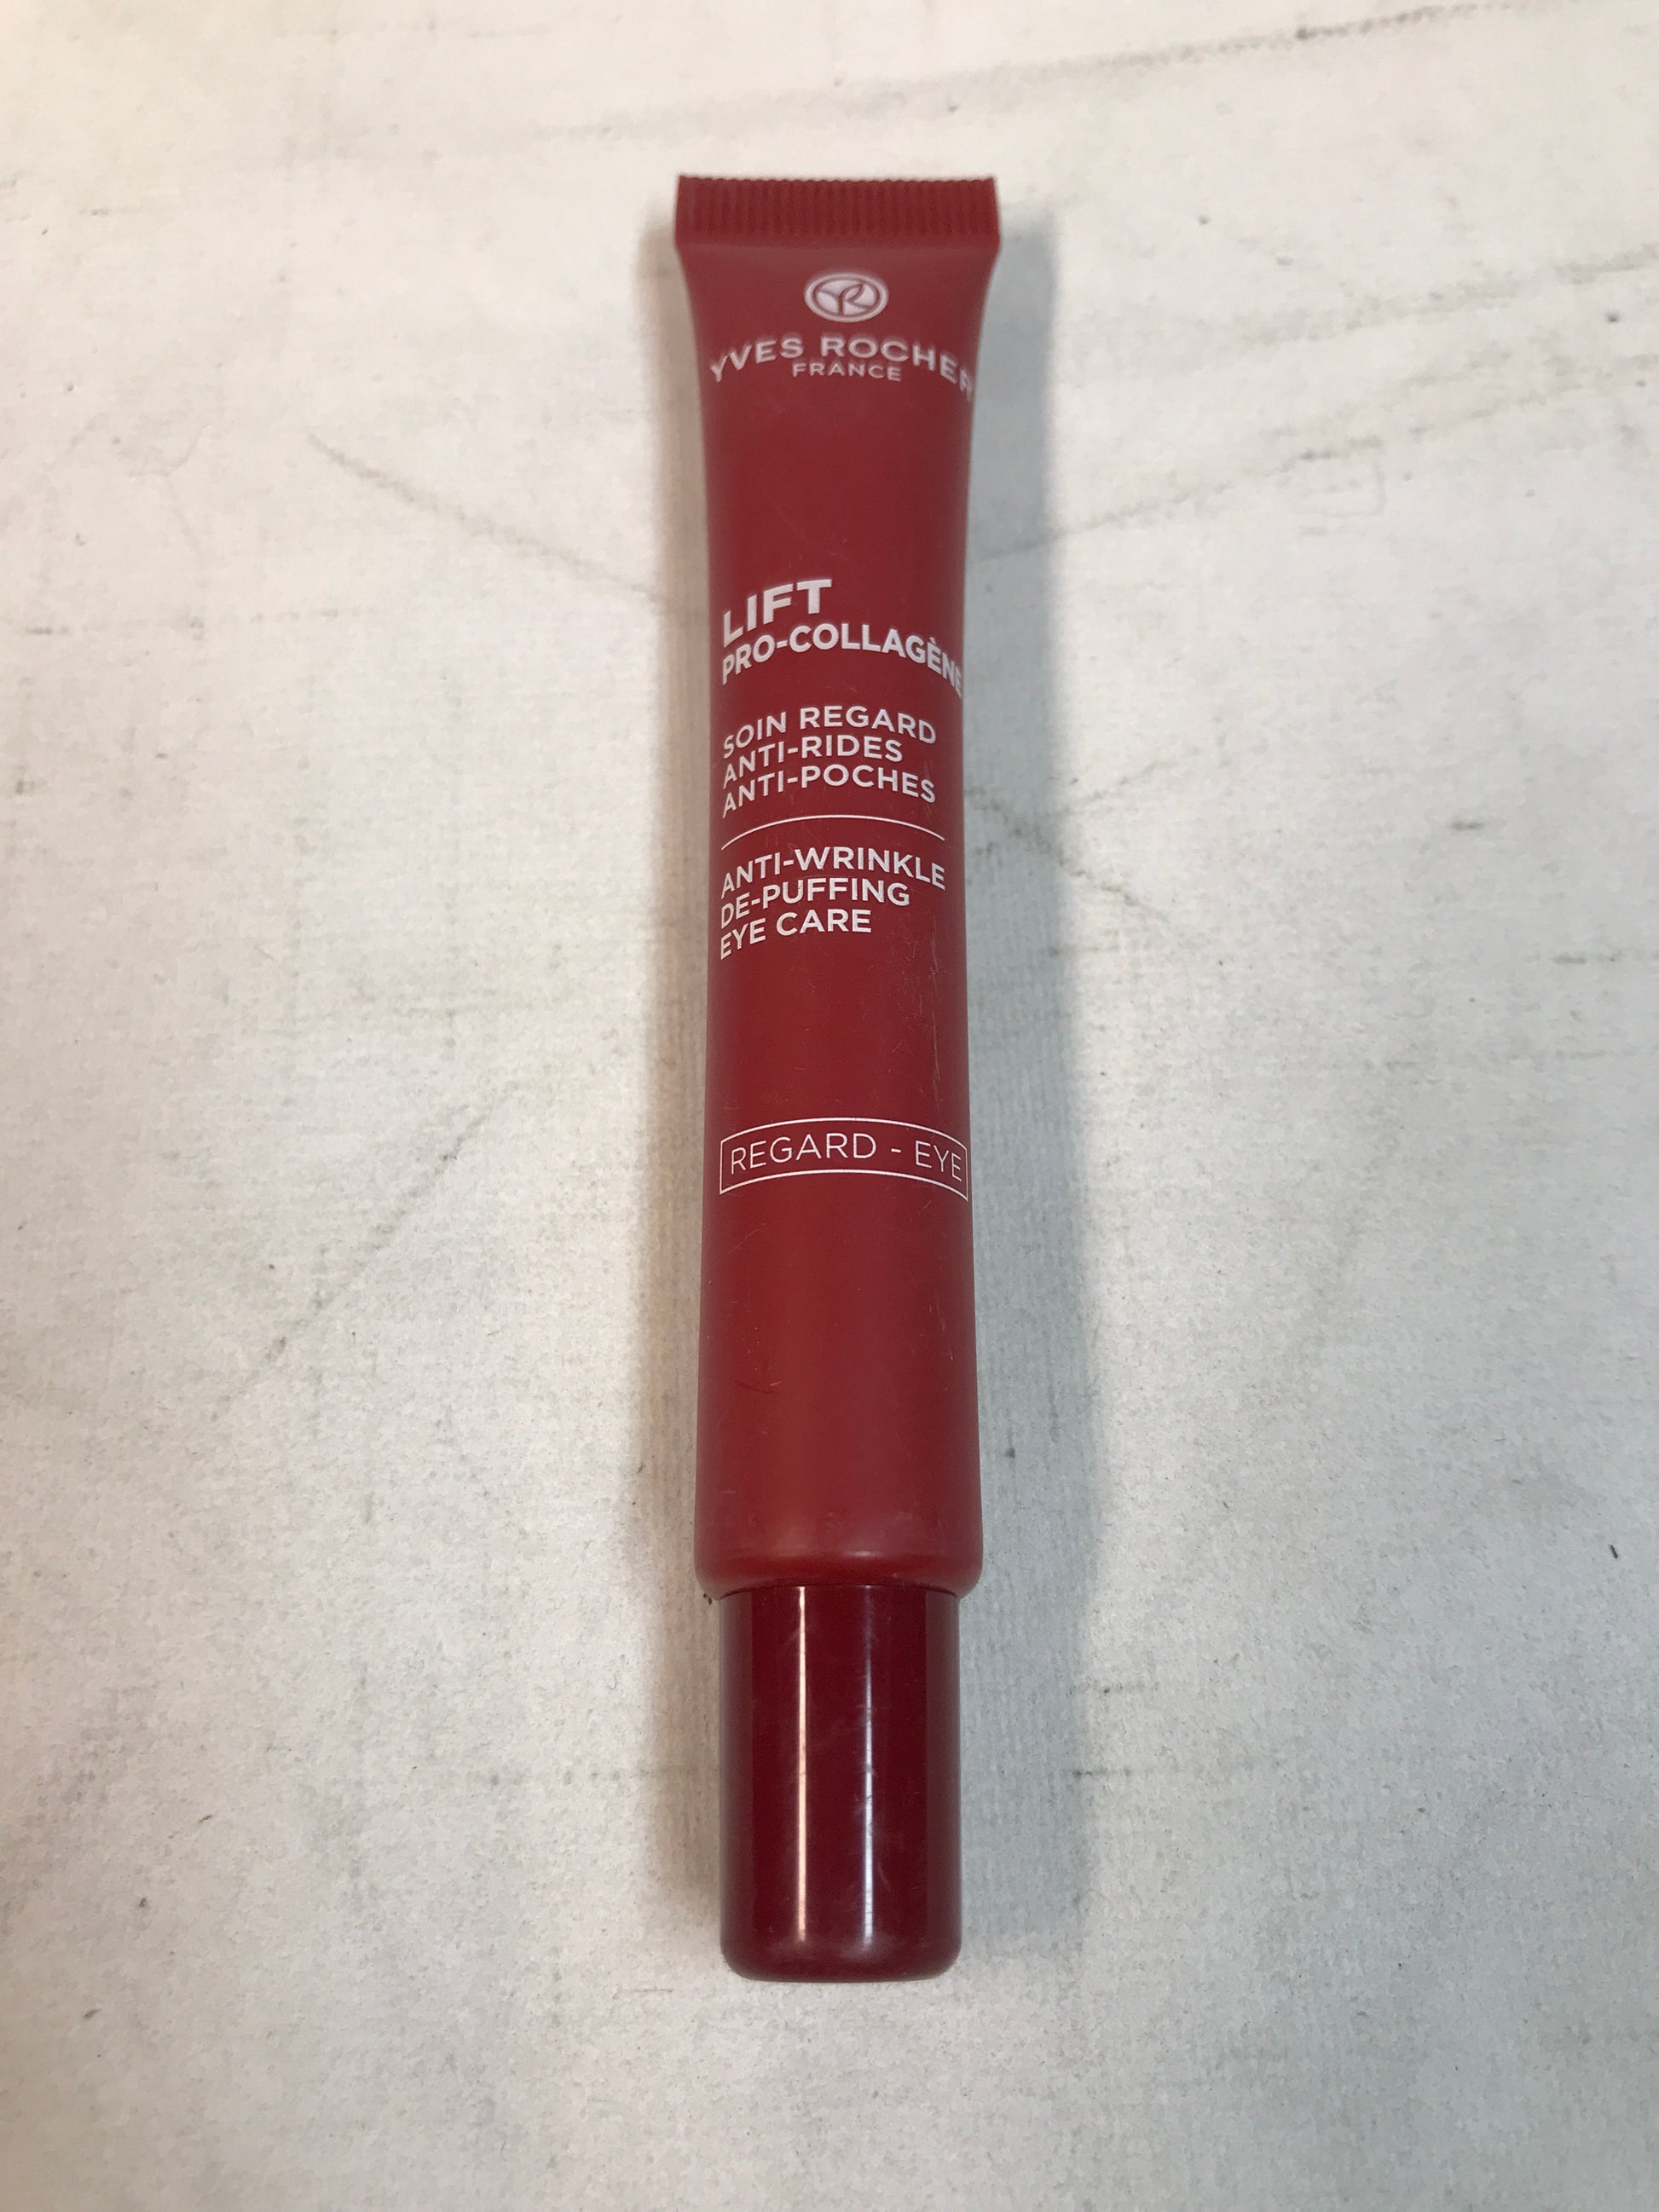 YVES ROCHER
FRANCE
LIFT
PRO-COLLAGÈNE
SOIN REGARD
ANTI-RIDES
ANTI-POCHES
ANTI-WRINKLE
DE-PUFFING
EYE CARE
REGARD - EYE